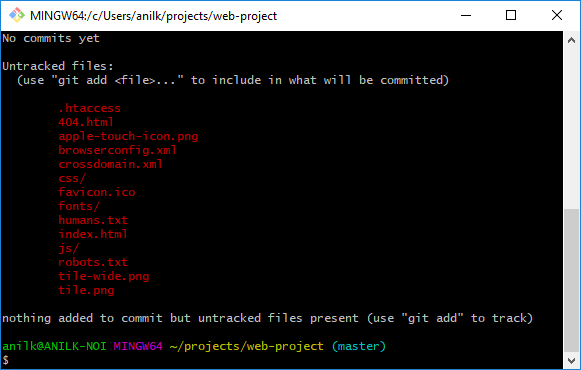 MINGW64:/c/Users/anilk/projects/web-project
No commits yet
Untracked files:
(use "git add <file>..." to include in what will be committed)
.htaccess
404.html
apple-touch-icon.png
browserconfig.xml
crossdomain.xml
css/
favicon.ico
fonts/
humans.txt
index.html
js/
robots.txt
tile-wide.png
tile.png
nothing added to commit but untracked files present (use "git add" to track)
anilk@ANILK-NOI MINGW64 ~/projects/web-project (master)
$